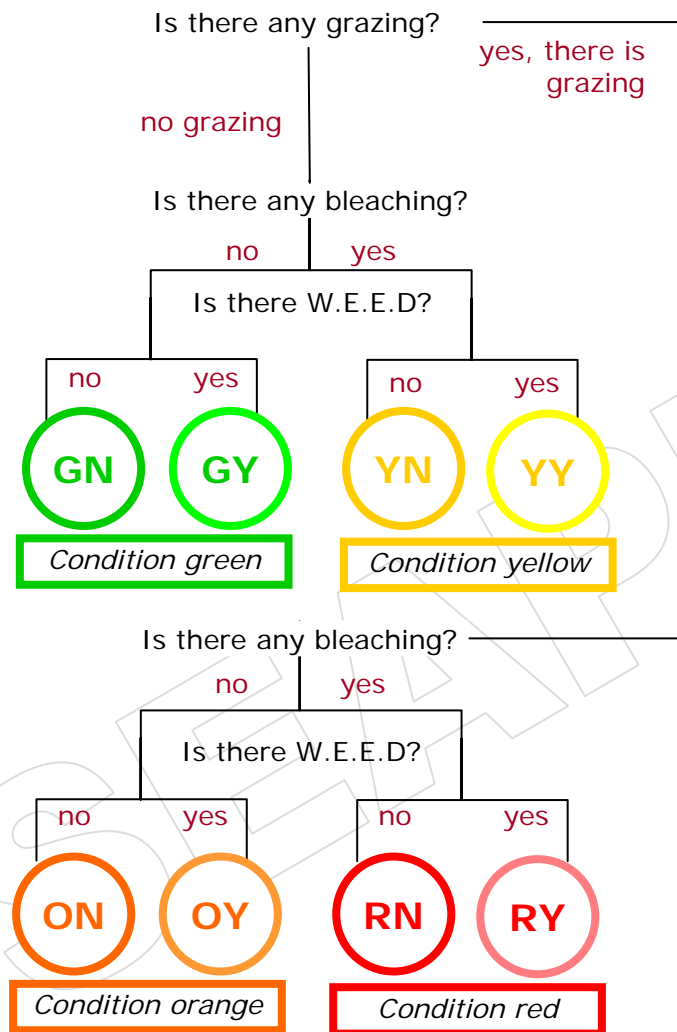 Is there any grazing?
yes, there is
grazing
no grazing
Is there any bleaching?
no yes
Is there W.E.E.D?
no yes no yes
GN GY YN YY
Condition green Condition yellow
Is there any bleaching?
no yes
Is there W.E.E.D?
no yes no yes
ON OY RN RY
Condition orange Condition red